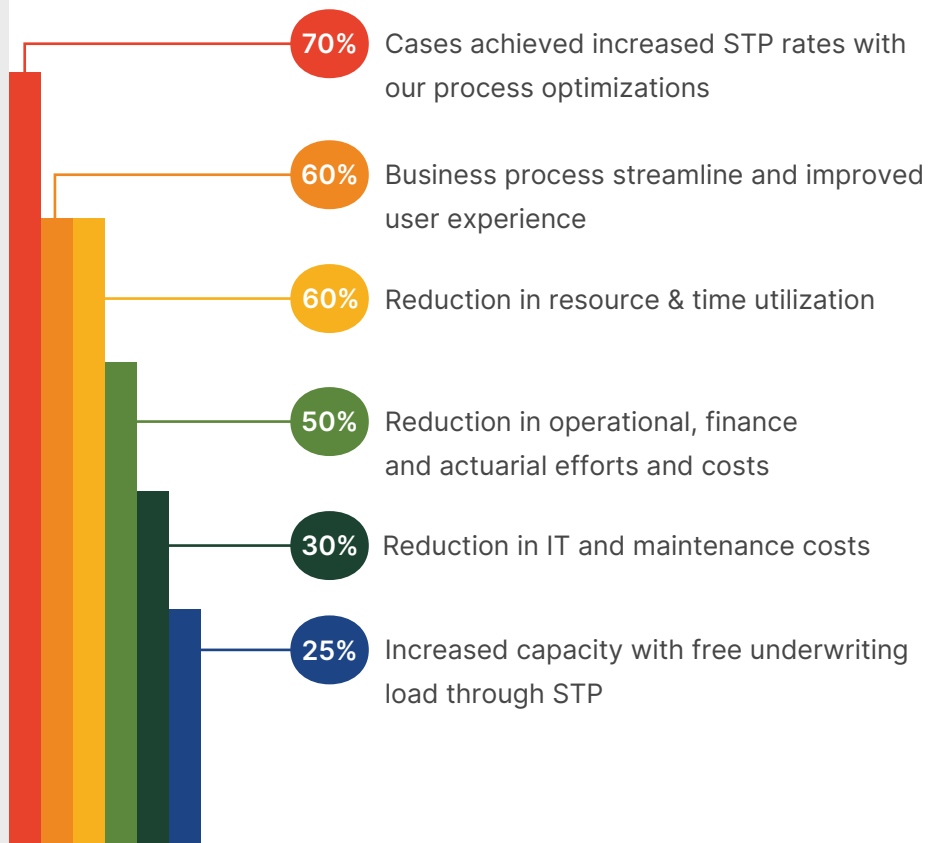 70%
Cases achieved increased STP rates with
our process optimizations
60%
Business process streamline and improved
user experience
60%
Reduction in resource & time utilization
50%
Reduction in operational, finance
and actuarial efforts and costs
30%
Reduction in IT and maintenance costs
25%
Increased capacity with free underwriting
load through STP